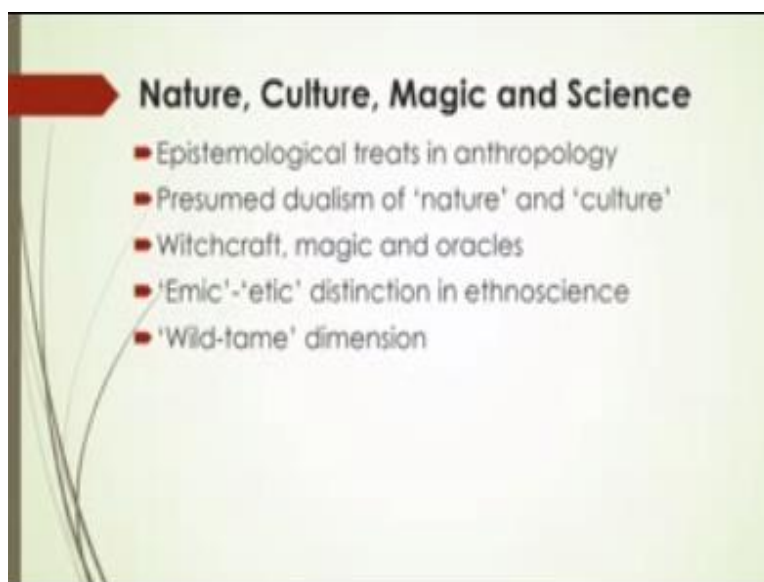 Nature, Culture, Magic and Science
Epistemological treats in anthropology
Presumed dualism of 'nature' and 'culture'
Witchcraft, magic and oracles
'Emic'-'etic' distinction in ethnoscience
'Wild-tame' dimension